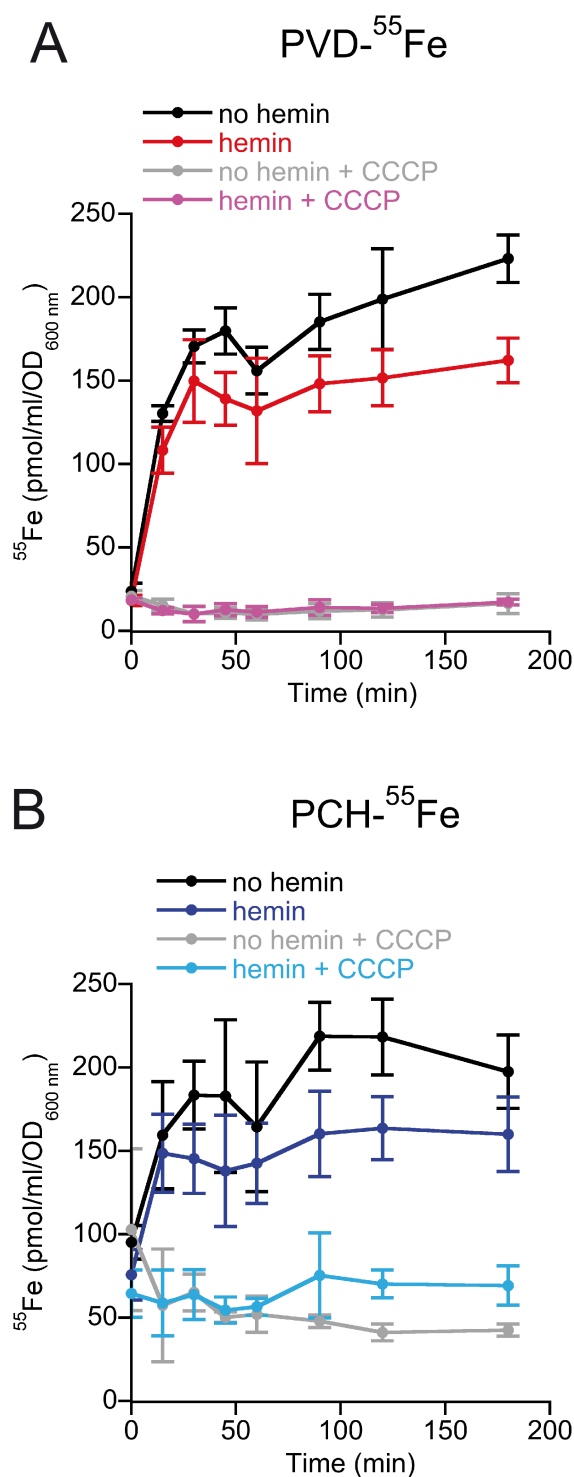 A
PVD-⁵⁵Fe
no hemin
hemin
no hemin + CCCP
hemin + CCCP
250
200
150
100
50
0
⁵⁵Fe (pmol/ml/OD₆₀₀ ₙₘ)
0 50 100 150 200
Time (min)
B
PCH-⁵⁵Fe
no hemin
hemin
no hemin + CCCP
hemin + CCCP
250
200
150
100
50
0
⁵⁵Fe (pmol/ml/OD₆₀₀ ₙₘ)
0 50 100 150 200
Time (min)